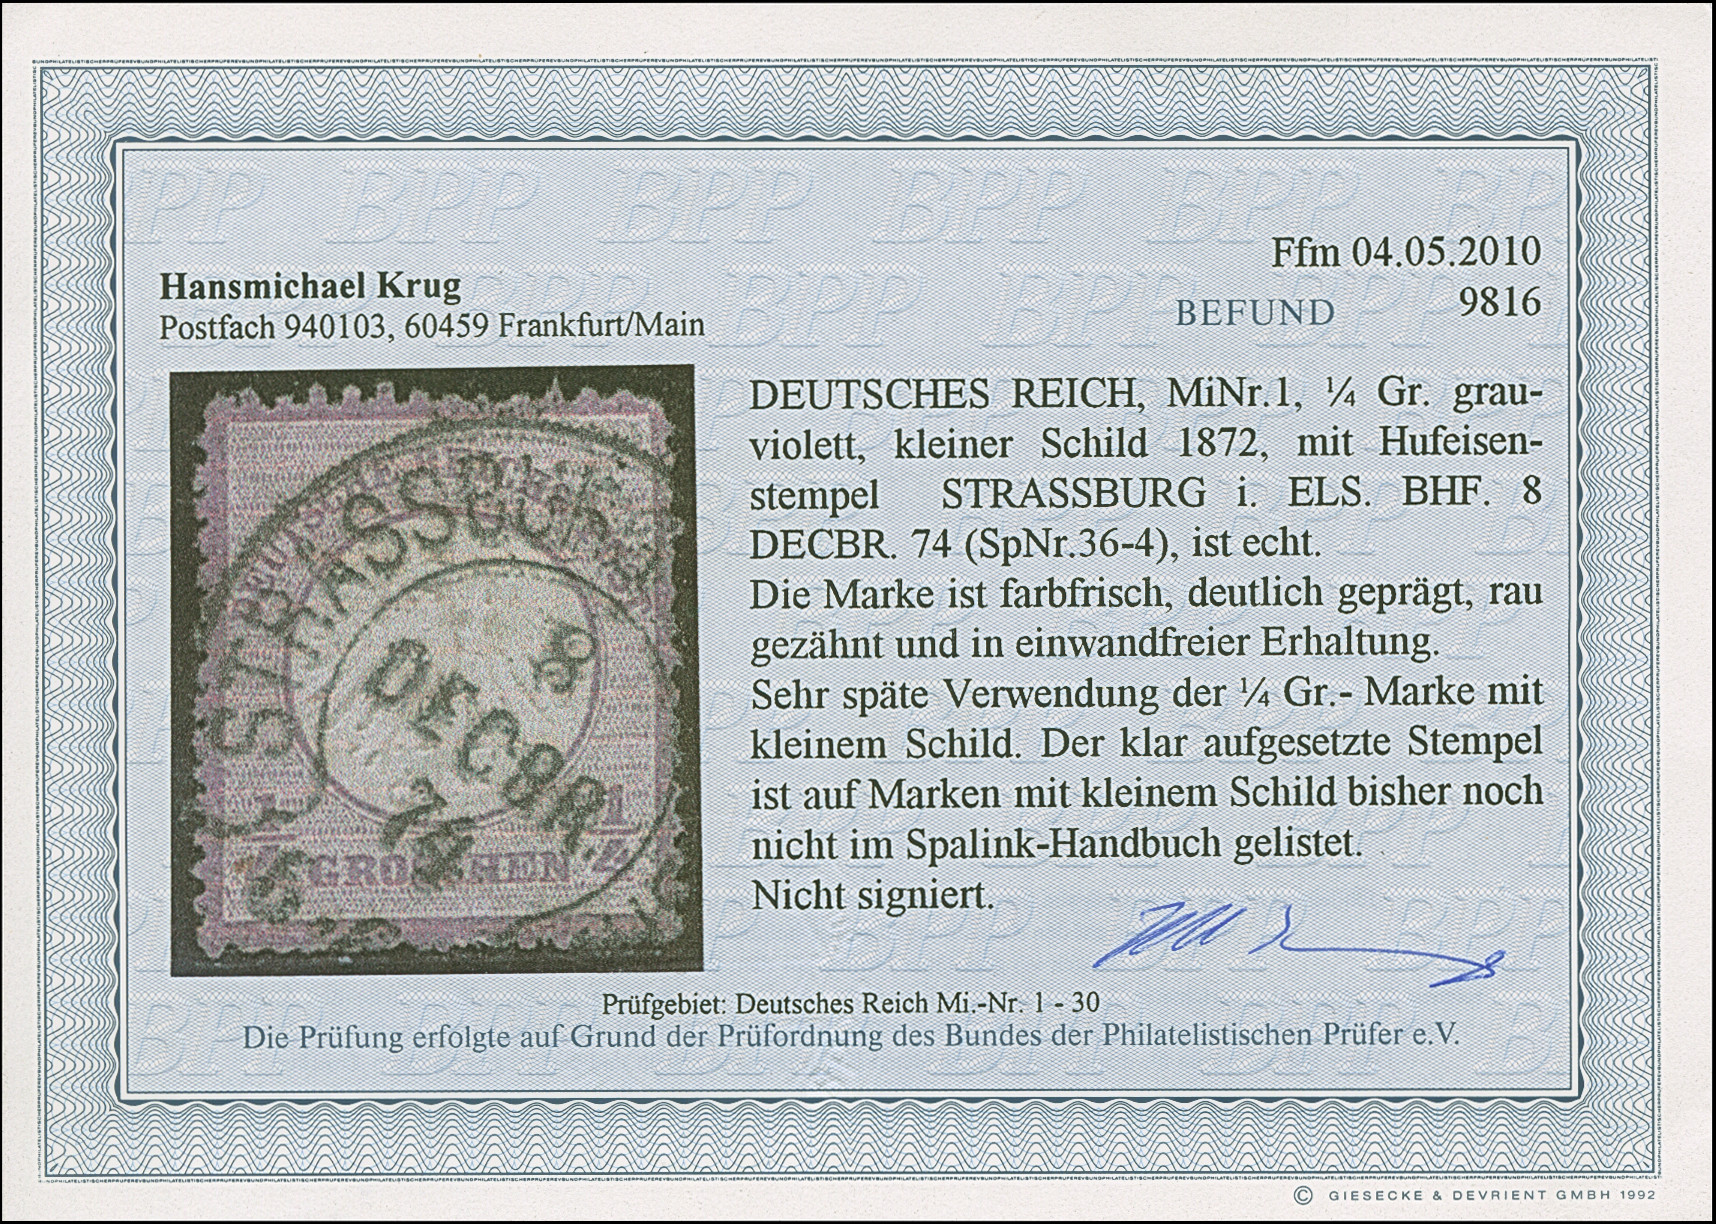 Ffm 04.05.2010
Hansmichael Krug
BEFUND 9816
Postfach 940103, 60459 Frankfurt/Main
DEUTSCHES REICH, MiNr.1, ¼ Gr. grau-
violett, kleiner Schild 1872, mit Hufeisen-
stempel STRASSBURG i. ELS. BHF. 8
DECBR. 74 (SpNr.36-4), ist echt.
Die Marke ist farbfrisch, deutlich geprägt, rau
gezähnt und in einwandfreier Erhaltung.
Sehr späte Verwendung der ¼ Gr.- Marke mit
kleinem Schild. Der klar aufgesetzte Stempel
ist auf Marken mit kleinem Schild bisher noch
nicht im Spalink-Handbuch gelistet.
Nicht signiert.
STRASSBURG
8
DECBR.
74
GROSCHEN
Prüfgebiet: Deutsches Reich Mi.-Nr. 1 - 30
Die Prüfung erfolgte auf Grund der Prüfordnung des Bundes der Philatelistischen Prüfer e.V.
© GIESECKE & DEVRIENT GMBH 1992